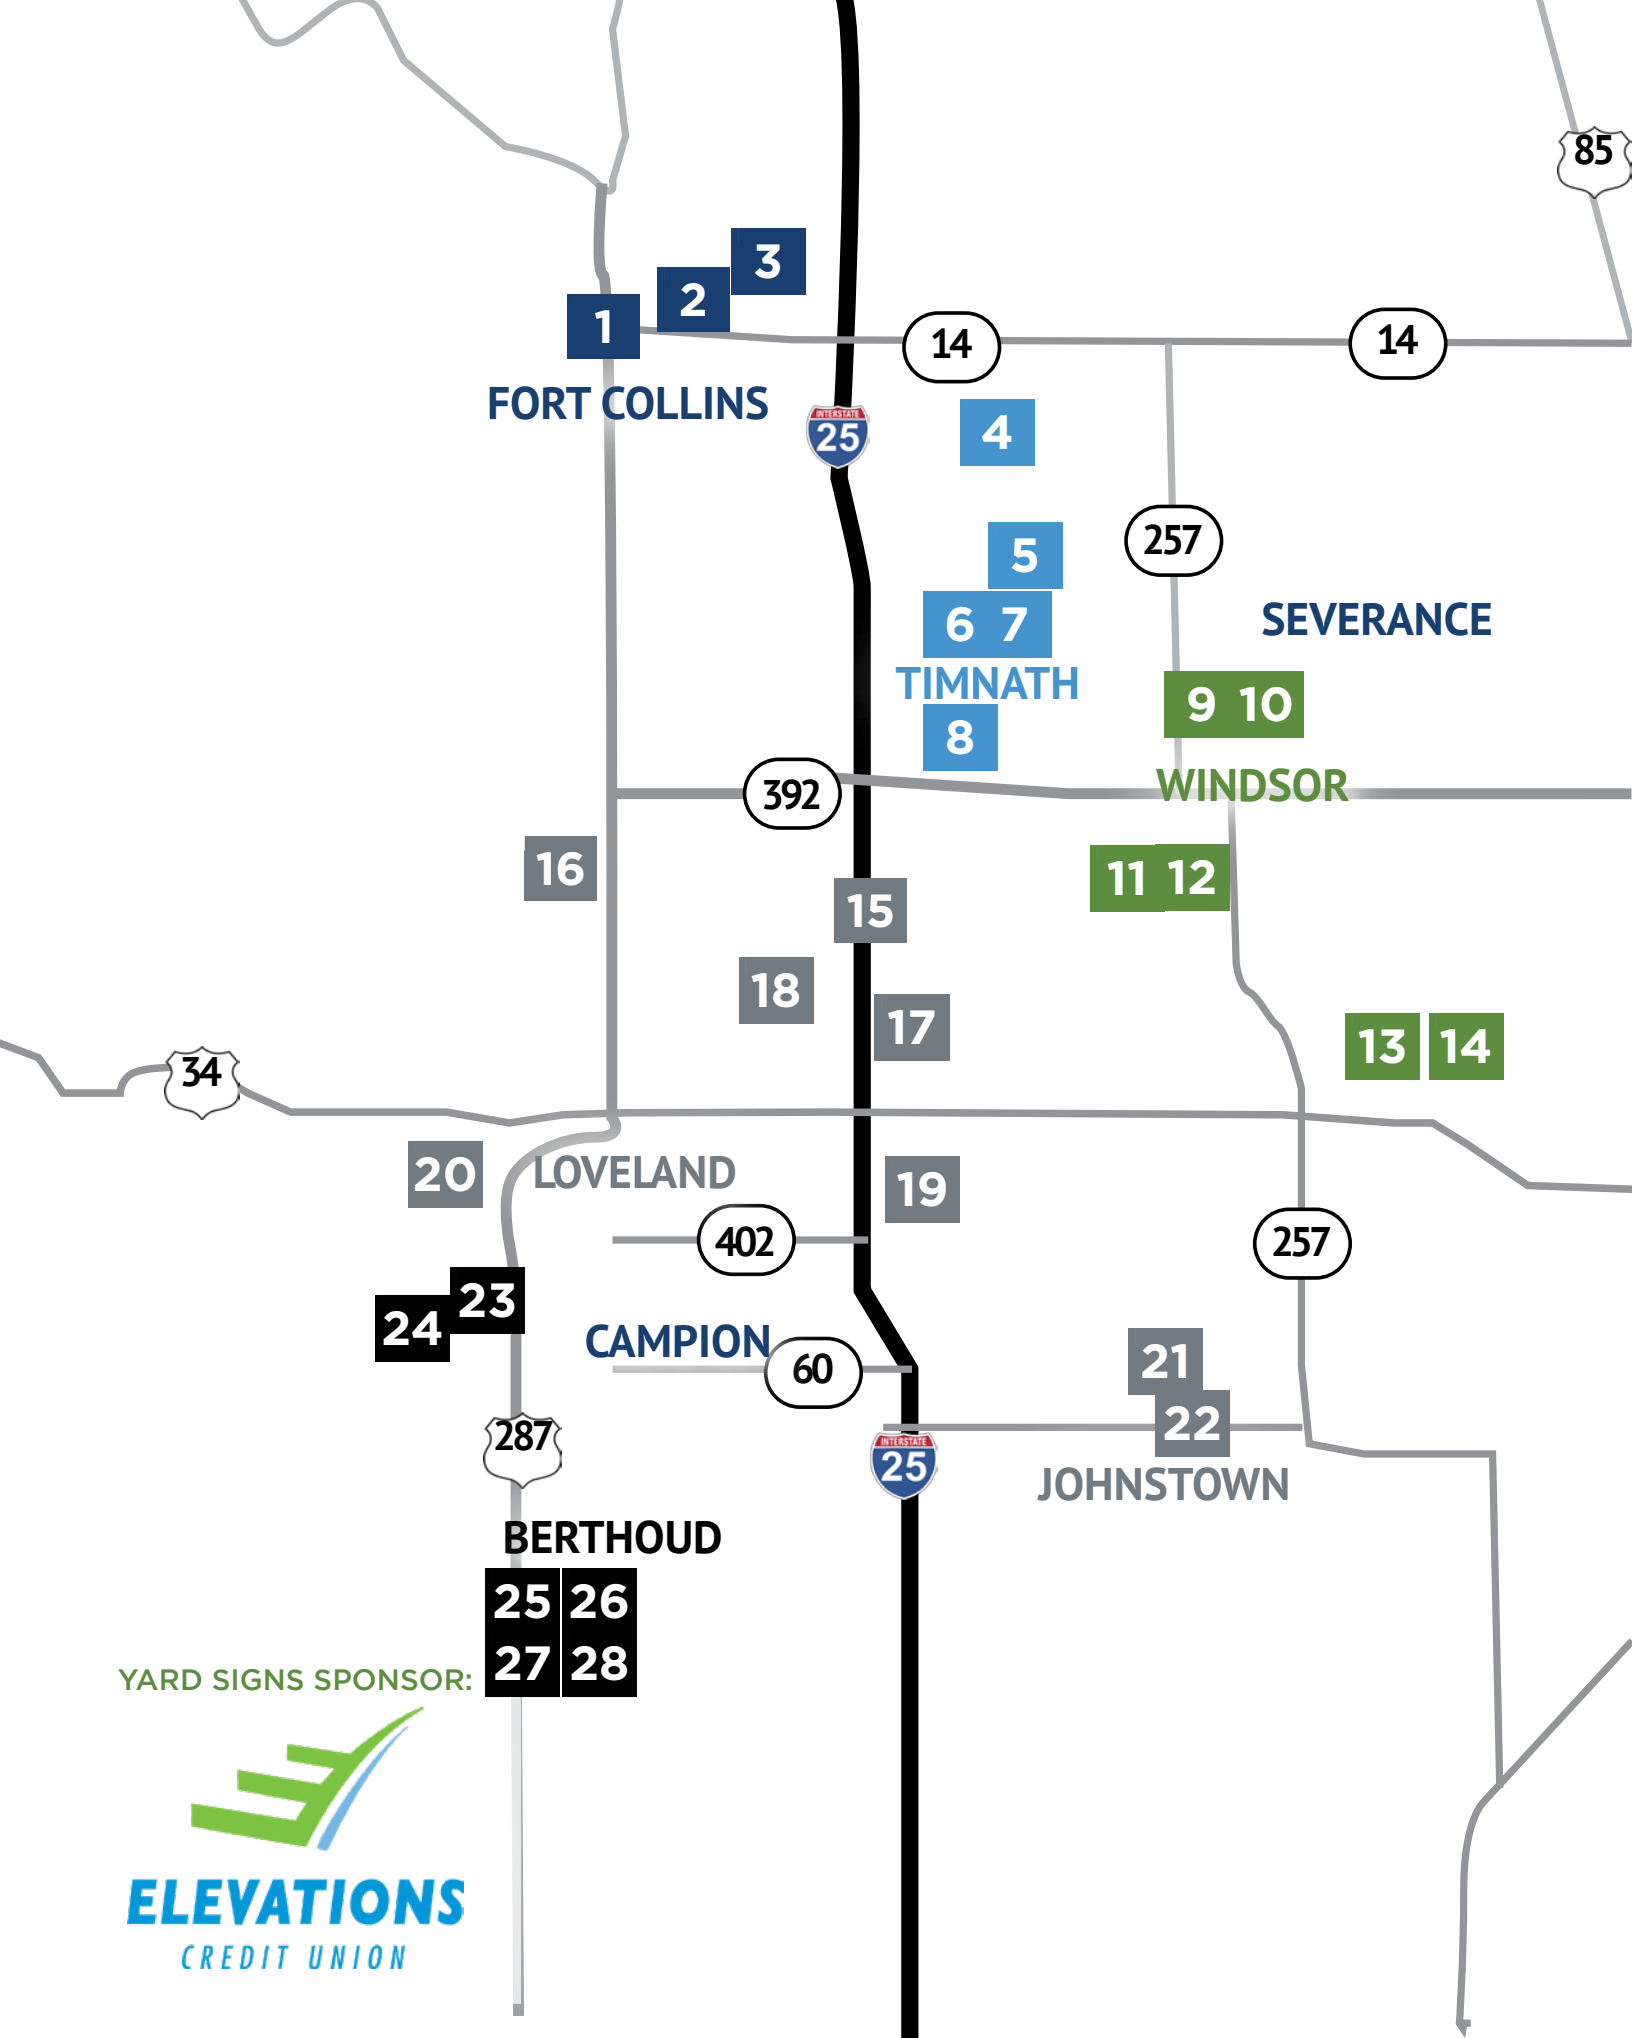 85
3
2
1
14
14
FORT COLLINS
INTERSTATE
25
4
257
5
6 7
SEVERANCE
TIMNATH
9 10
8
WINDSOR
392
16
11 12
15
18
17
13 14
34
20
LOVELAND
19
402
257
23
24
CAMPION
60
21
22
287
INTERSTATE
25
JOHNSTOWN
BERTHOUD
25 26
27 28
YARD SIGNS SPONSOR:
ELEVATIONS
CREDIT UNION